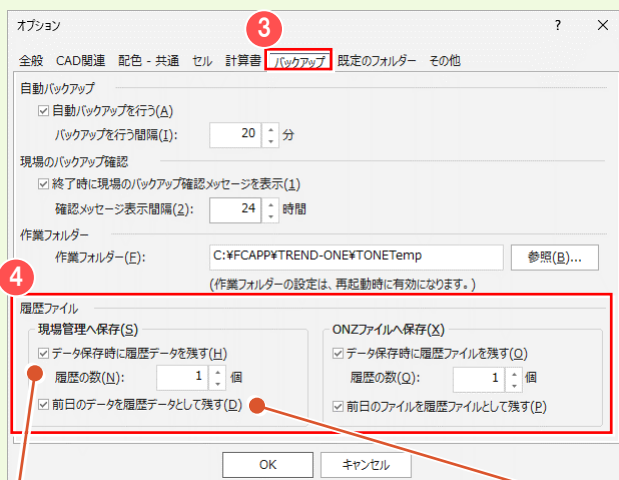 オプション
3
? ×
全般 CAD関連 配色 - 共通 セル 計算書 バックアップ 既定のフォルダー その他
自動バックアップ
自動バックアップを行う(A)
バックアップを行う間隔(I): 20 分
現場のバックアップ確認
終了時に現場のバックアップ確認メッセージを表示(1)
確認メッセージ表示間隔(2): 24 時間
作業フォルダー
作業フォルダー(F): C:¥FCAPP¥TREND-ONE¥TONETemp 参照(B)...
(作業フォルダーの設定は、再起動時に有効になります。)
4
履歴ファイル
現場管理へ保存(S)
データ保存時に履歴データを残す(H)
履歴の数(N): 1 個
前日のデータを履歴データとして残す(D)
ONZファイルへ保存(X)
データ保存時に履歴ファイルを残す(O)
履歴の数(Q): 1 個
前日のファイルを履歴ファイルとして残す(P)
OK キャンセル